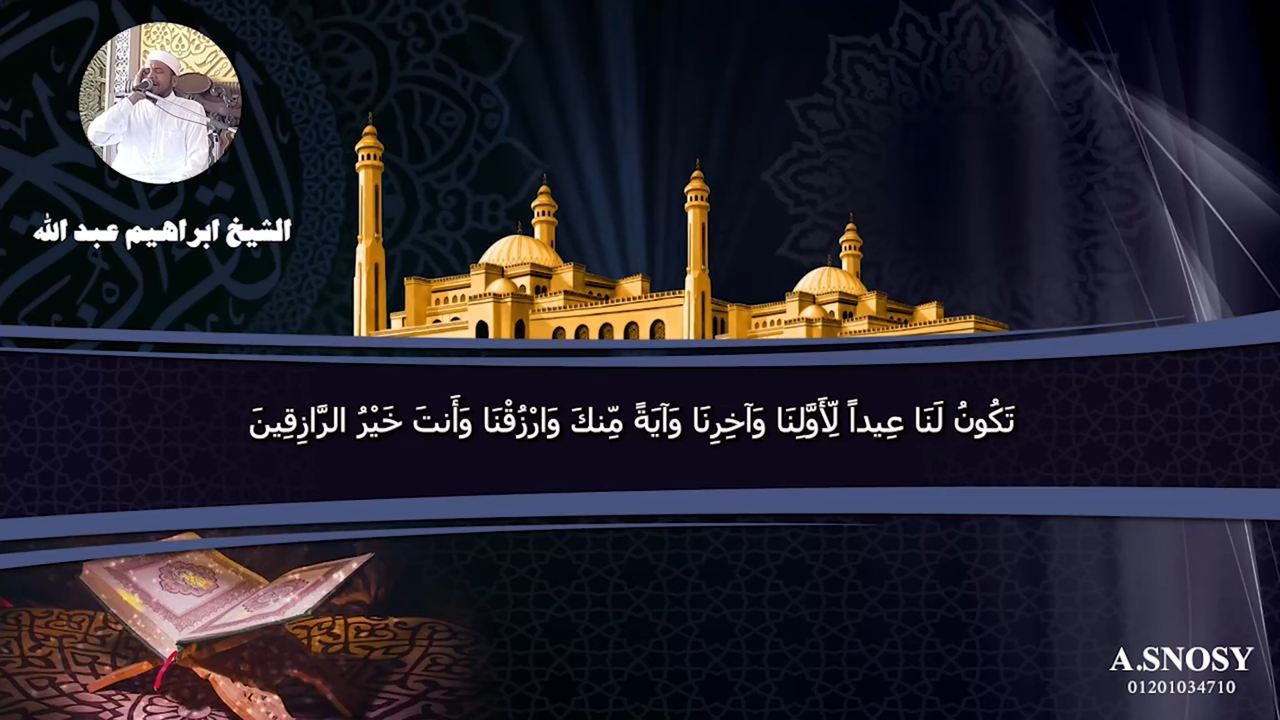 الشيخ ابراهيم عبد الله
تَكُونُ لَنَا عِيداً لِّأَوَّلِنَا وَآخِرِنَا وَآيَةً مِّنكَ وَارْزُقْنَا وَأَنتَ خَيْرُ الرَّازِقِينَ
A.SNOSY
01201034710